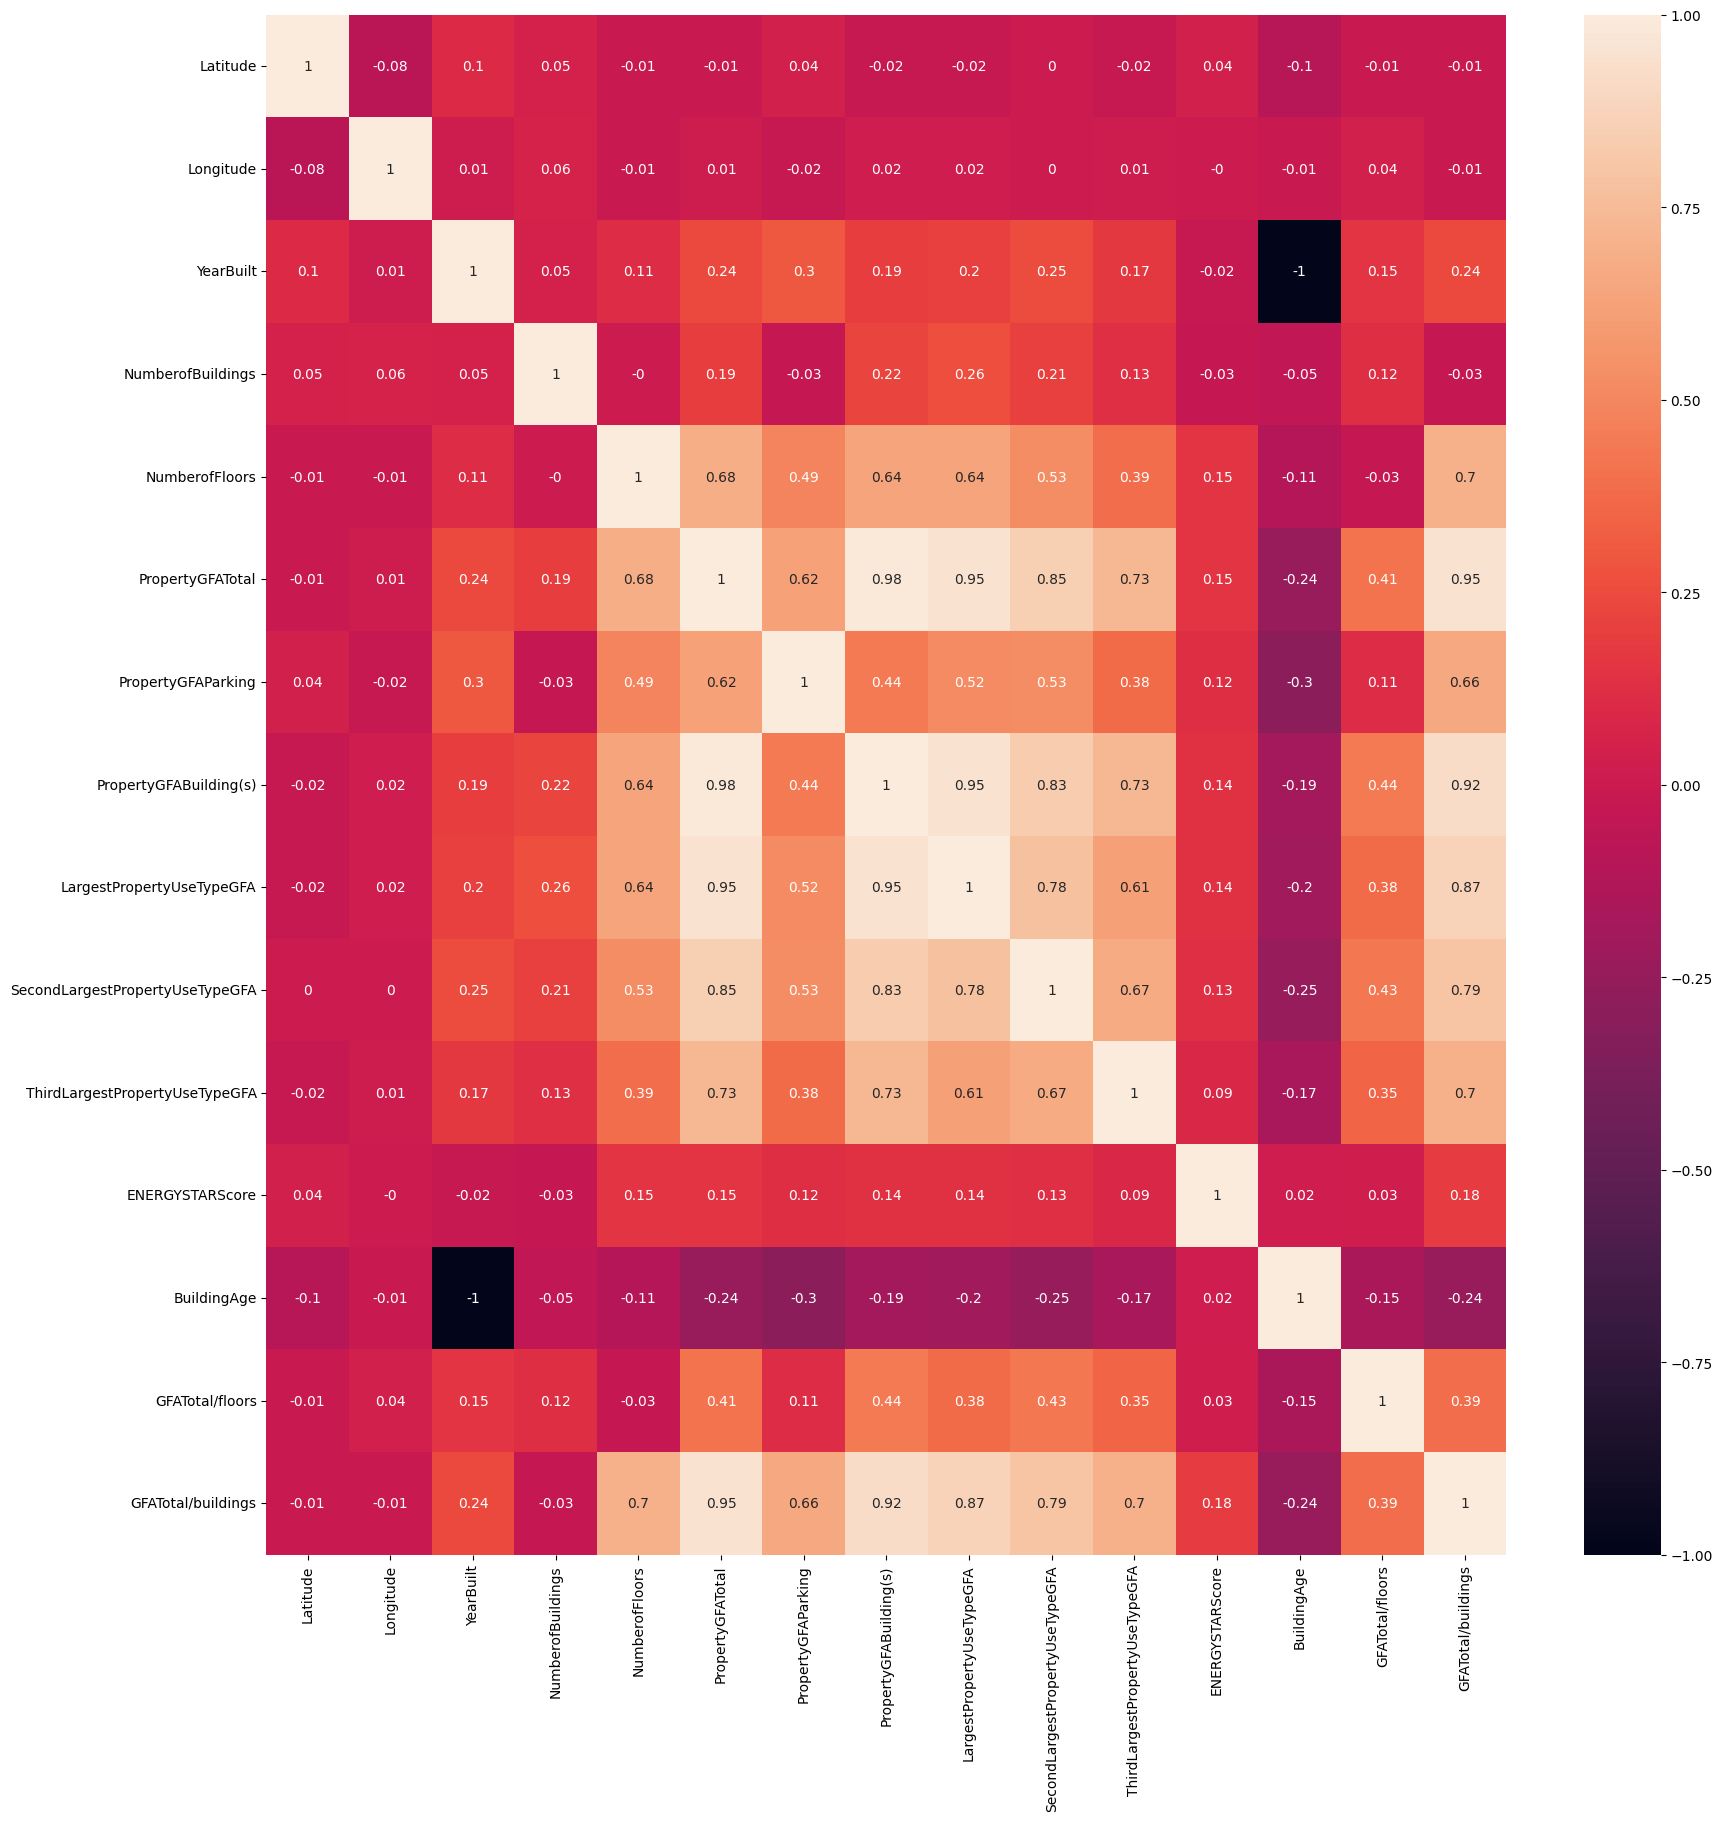 Latitude 1 -0.08 0.1 0.05 -0.01 -0.01 0.04 -0.02 -0.02 0 -0.02 0.04 -0.1 -0.01 -0.01
Longitude -0.08 1 0.01 0.06 -0.01 0.01 -0.02 0.02 0.02 0 0.01 -0 -0.01 0.04 -0.01
YearBuilt 0.1 0.01 1 0.05 0.11 0.24 0.3 0.19 0.2 0.25 0.17 -0.02 -1 0.15 0.24
NumberofBuildings 0.05 0.06 0.05 1 -0 0.19 -0.03 0.22 0.26 0.21 0.13 -0.03 -0.05 0.12 -0.03
NumberofFloors -0.01 -0.01 0.11 -0 1 0.68 0.49 0.64 0.64 0.53 0.39 0.15 -0.11 -0.03 0.7
PropertyGFATotal -0.01 0.01 0.24 0.19 0.68 1 0.62 0.98 0.95 0.85 0.73 0.15 -0.24 0.41 0.95
PropertyGFAParking 0.04 -0.02 0.3 -0.03 0.49 0.62 1 0.44 0.52 0.53 0.38 0.12 -0.3 0.11 0.66
PropertyGFABuilding(s) -0.02 0.02 0.19 0.22 0.64 0.98 0.44 1 0.95 0.83 0.73 0.14 -0.19 0.44 0.92
LargestPropertyUseTypeGFA -0.02 0.02 0.2 0.26 0.64 0.95 0.52 0.95 1 0.78 0.61 0.14 -0.2 0.38 0.87
SecondLargestPropertyUseTypeGFA 0 0 0.25 0.21 0.53 0.85 0.53 0.83 0.78 1 0.67 0.13 -0.25 0.43 0.79
ThirdLargestPropertyUseTypeGFA -0.02 0.01 0.17 0.13 0.39 0.73 0.38 0.73 0.61 0.67 1 0.09 -0.17 0.35 0.7
ENERGYSTARScore 0.04 -0 -0.02 -0.03 0.15 0.15 0.12 0.14 0.14 0.13 0.09 1 0.02 0.03 0.18
BuildingAge -0.1 -0.01 -1 -0.05 -0.11 -0.24 -0.3 -0.19 -0.2 -0.25 -0.17 0.02 1 -0.15 -0.24
GFATotal/floors -0.01 0.04 0.15 0.12 -0.03 0.41 0.11 0.44 0.38 0.43 0.35 0.03 -0.15 1 0.39
GFATotal/buildings -0.01 -0.01 0.24 -0.03 0.7 0.95 0.66 0.92 0.87 0.79 0.7 0.18 -0.24 0.39 1
Latitude
Longitude
YearBuilt
NumberofBuildings
NumberofFloors
PropertyGFATotal
PropertyGFAParking
PropertyGFABuilding(s)
LargestPropertyUseTypeGFA
SecondLargestPropertyUseTypeGFA
ThirdLargestPropertyUseTypeGFA
ENERGYSTARScore
BuildingAge
GFATotal/floors
GFATotal/buildings
1.00
0.75
0.50
0.25
0.00
−0.25
−0.50
−0.75
−1.00